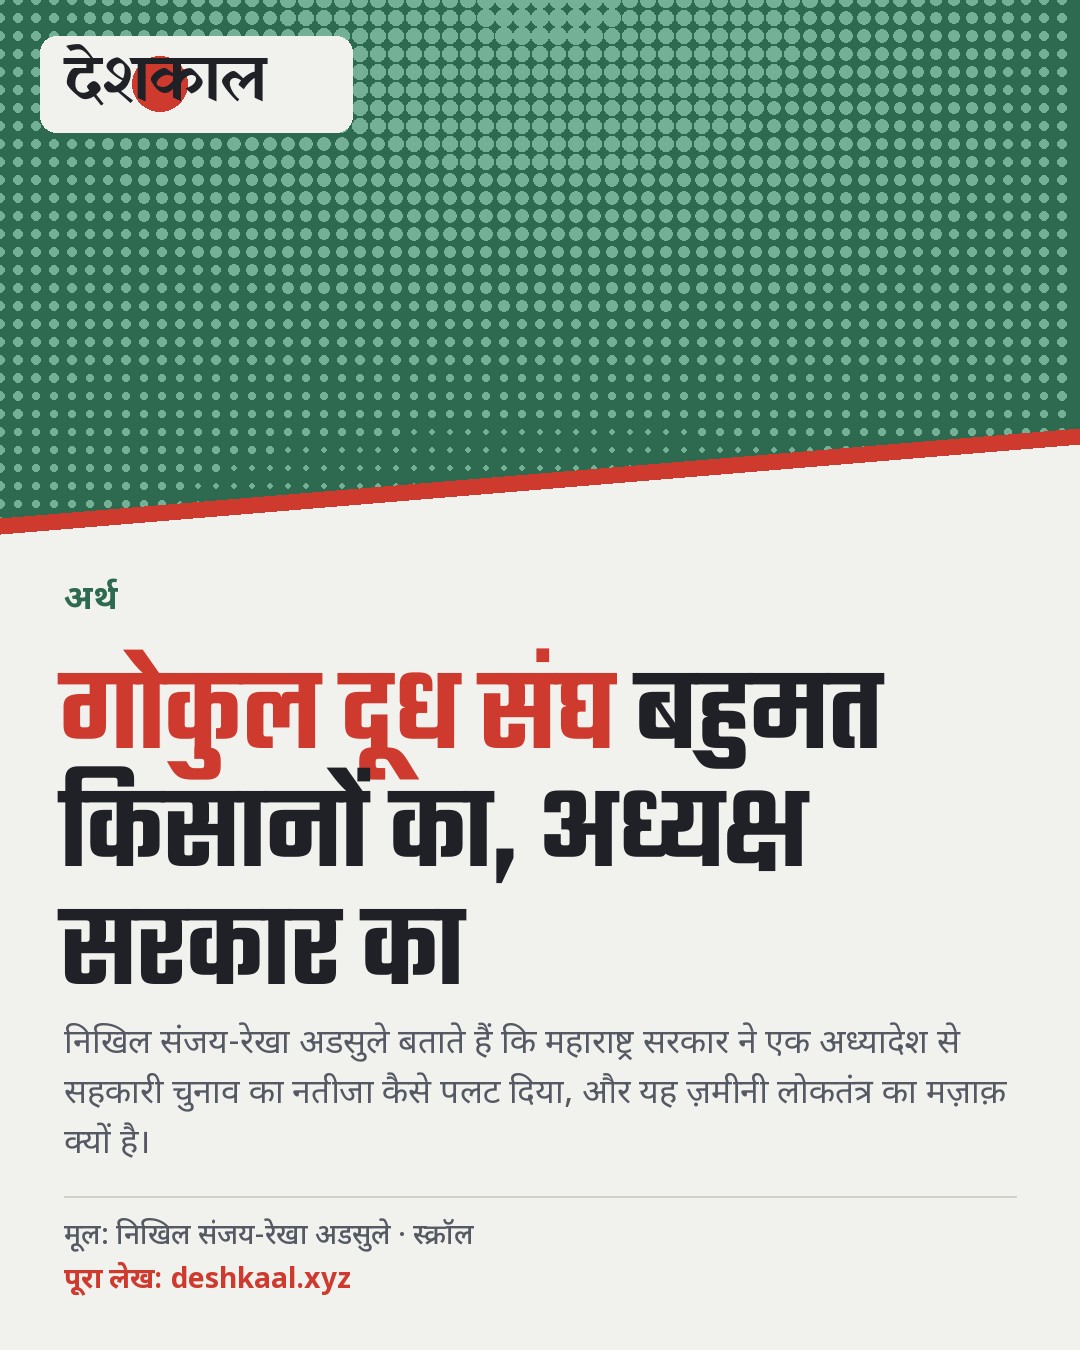 देशकाल
अर्थ
गोकुल दूध संघ बहुमत
किसानों का, अध्यक्ष
सरकार का
निखिल संजय-रेखा अडसुले बताते हैं कि महाराष्ट्र सरकार ने एक अध्यादेश से
सहकारी चुनाव का नतीजा कैसे पलट दिया, और यह ज़मीनी लोकतंत्र का मज़ाक़
क्यों है।
मूल: निखिल संजय-रेखा अडसुले · स्क्रॉल
पूरा लेख: deshkaal.xyz